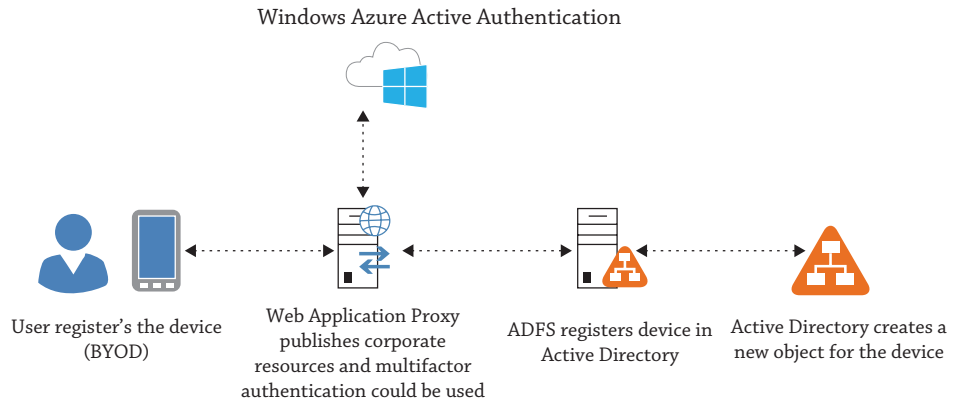 Windows Azure Active Authentication
User register's the device
(BYOD)
Web Application Proxy
publishes corporate
resources and multifactor
authentication could be used
ADFS registers device in
Active Directory
Active Directory creates a
new object for the device